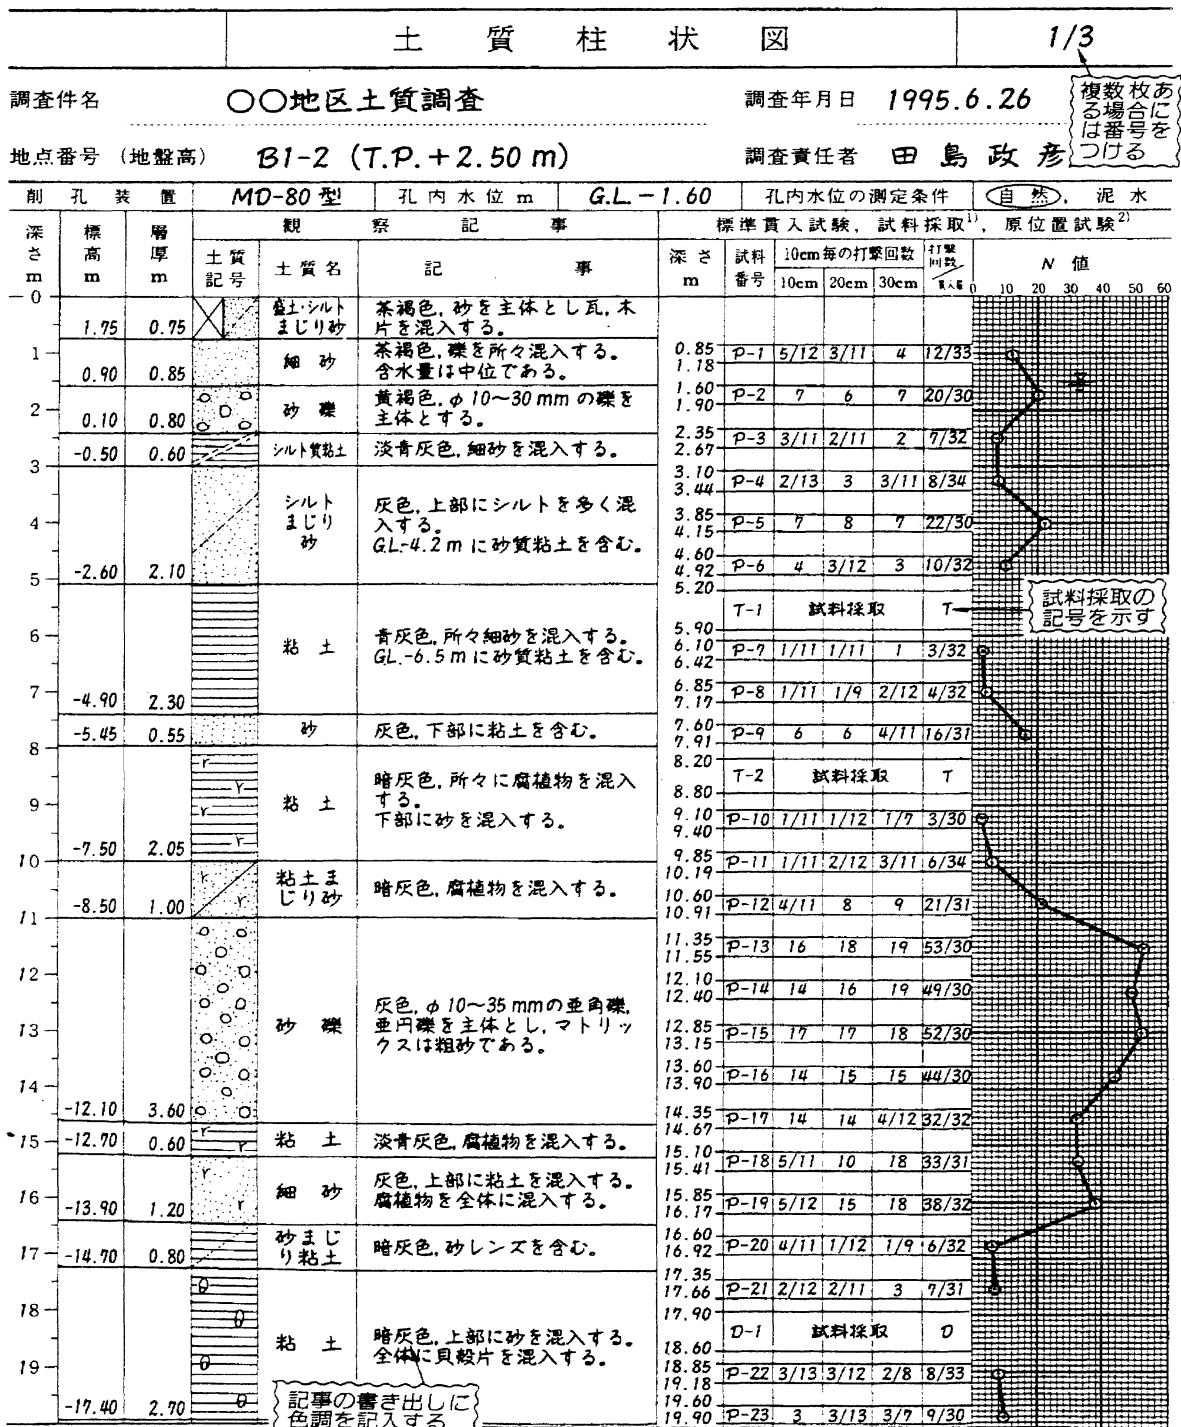 土質柱状図 1/3
複数枚あ
る場合に
は番号を
つける
調査件名 〇〇地区土質調査 調査年月日 1995.6.26
地点番号 (地盤高) B1-2 (T.P.+2.50 m) 調査責任者 田島政彦
削孔装置 MD-80型 孔内水位 m G.L.-1.60 孔内水位の測定条件 自然, 泥水
深さ m 標高 m 層厚 m 観察記事 標準貫入試験, 試料採取1), 原位置試験2)
土質記号 土質名 記事 深さ m 試料番号 10cm毎の打撃回数 10cm 20cm 30cm 打撃回数/貫入量 N 値
0 10 20 30 40 50 60
0
1.75 0.75 盛土・シルトまじり砂 茶褐色, 砂を主体とし瓦, 木片を混入する。
1
0.90 0.85 細砂 茶褐色, 礫を所々混入する。含水量は中位である。
0.85 1.18 P-1 5/12 3/11 4 12/33
2
0.10 0.80 砂礫 黄褐色, φ10~30mmの礫を主体とする。
1.60 1.90 P-2 7 6 7 20/30
-0.50 0.60 シルト質粘土 淡青灰色, 細砂を混入する。
2.35 2.67 P-3 3/11 2/11 2 7/32
3
3.10 3.44 P-4 2/13 3 3/11 8/34
シルトまじり砂 灰色, 上部にシルトを多く混入する。
GL-4.2mに砂質粘土を含む。
4
3.85 4.15 P-5 7 8 7 22/30
-2.60 2.10
4.60 4.92 P-6 4 3/12 3 10/32
5
5.20 5.90 T-1 試料採取 T
試料採取の
記号を示す
6
粘土 青灰色, 所々細砂を混入する。
GL.-6.5mに砂質粘土を含む。
6.10 6.42 P-7 1/11 1/11 1 3/32
7
-4.90 2.30
6.85 7.17 P-8 1/11 1/9 2/12 4/32
-5.45 0.55 砂 灰色, 下部に粘土を含む。
7.60 7.91 P-9 6 6 4/11 16/31
8
8.20 8.80 T-2 試料採取 T
9
粘土 暗灰色, 所々に腐植物を混入する。
下部に砂を混入する。
9.10 9.40 P-10 1/11 1/12 1/7 3/30
-7.50 2.05
10
9.85 10.19 P-11 1/11 2/12 3/11 6/34
-8.50 1.00 粘土まじり砂 暗灰色, 腐植物を混入する。
10.60 10.91 P-12 4/11 8 9 21/31
11
11.35 11.55 P-13 16 18 19 53/30
12
12.10 12.40 P-14 14 16 19 49/30
砂礫 灰色, φ10~35mmの亜角礫, 亜円礫を主体とし, マトリックスは粗砂である。
13
12.85 13.15 P-15 17 17 18 52/30
14
13.60 13.90 P-16 14 15 15 44/30
-12.10 3.60
14.35 14.67 P-17 14 14 4/12 32/32
15
-12.70 0.60 粘土 淡青灰色, 腐植物を混入する。
15.10 15.41 P-18 5/11 10 18 33/31
16
-13.90 1.20 細砂 灰色, 上部に粘土を混入する。腐植物を全体に混入する。
15.85 16.17 P-19 5/12 15 18 38/32
17
-14.70 0.80 砂まじり粘土 暗灰色, 砂レンズを含む。
16.60 16.92 P-20 4/11 1/12 1/9 6/32
17.35 17.66 P-21 2/12 2/11 3 7/31
18
17.90 18.60 D-1 試料採取 D
粘土 暗灰色, 上部に砂を混入する。全体に貝殻片を混入する。
19
18.85 19.18 P-22 3/13 3/12 2/8 8/33
-17.40 2.70
19.60 19.90 P-23 3 3/13 3/7 9/30
記事の書き出しに
色調を記入する